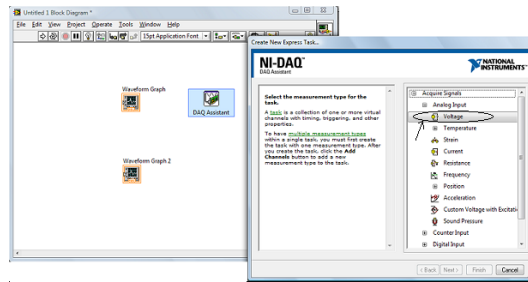 Untitled 1 Block Diagram *
File Edit View Project Operate Tools Window Help
15pt Application Font
Waveform Graph
DAQ Assistant
Waveform Graph 2
Create New Express Task...
NI-DAQ
DAQ Assistant
NATIONAL
INSTRUMENTS
Select the measurement type for the
task.
A task is a collection of one or more virtual
channels with timing, triggering, and other
properties.
To have multiple measurement types
within a single task, you must first create
the task with one measurement type. After
you create the task, click the Add
Channels button to add a new
measurement type to the task.
Acquire Signals
Analog Input
Voltage
Temperature
Strain
Current
Resistance
Frequency
Position
Acceleration
Custom Voltage with Excitati
Sound Pressure
Counter Input
Digital Input
< Back Next > Finish Cancel